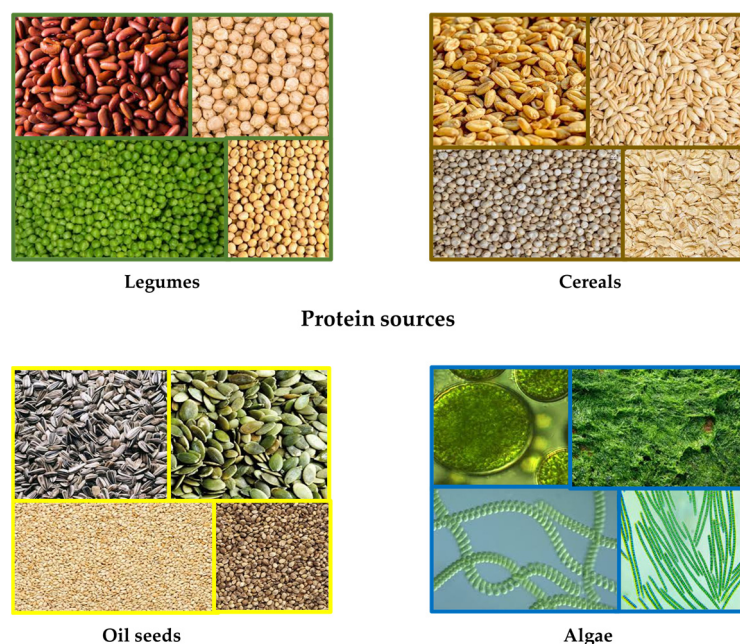 Legumes
Cereals
Protein sources
Oil seeds
Algae